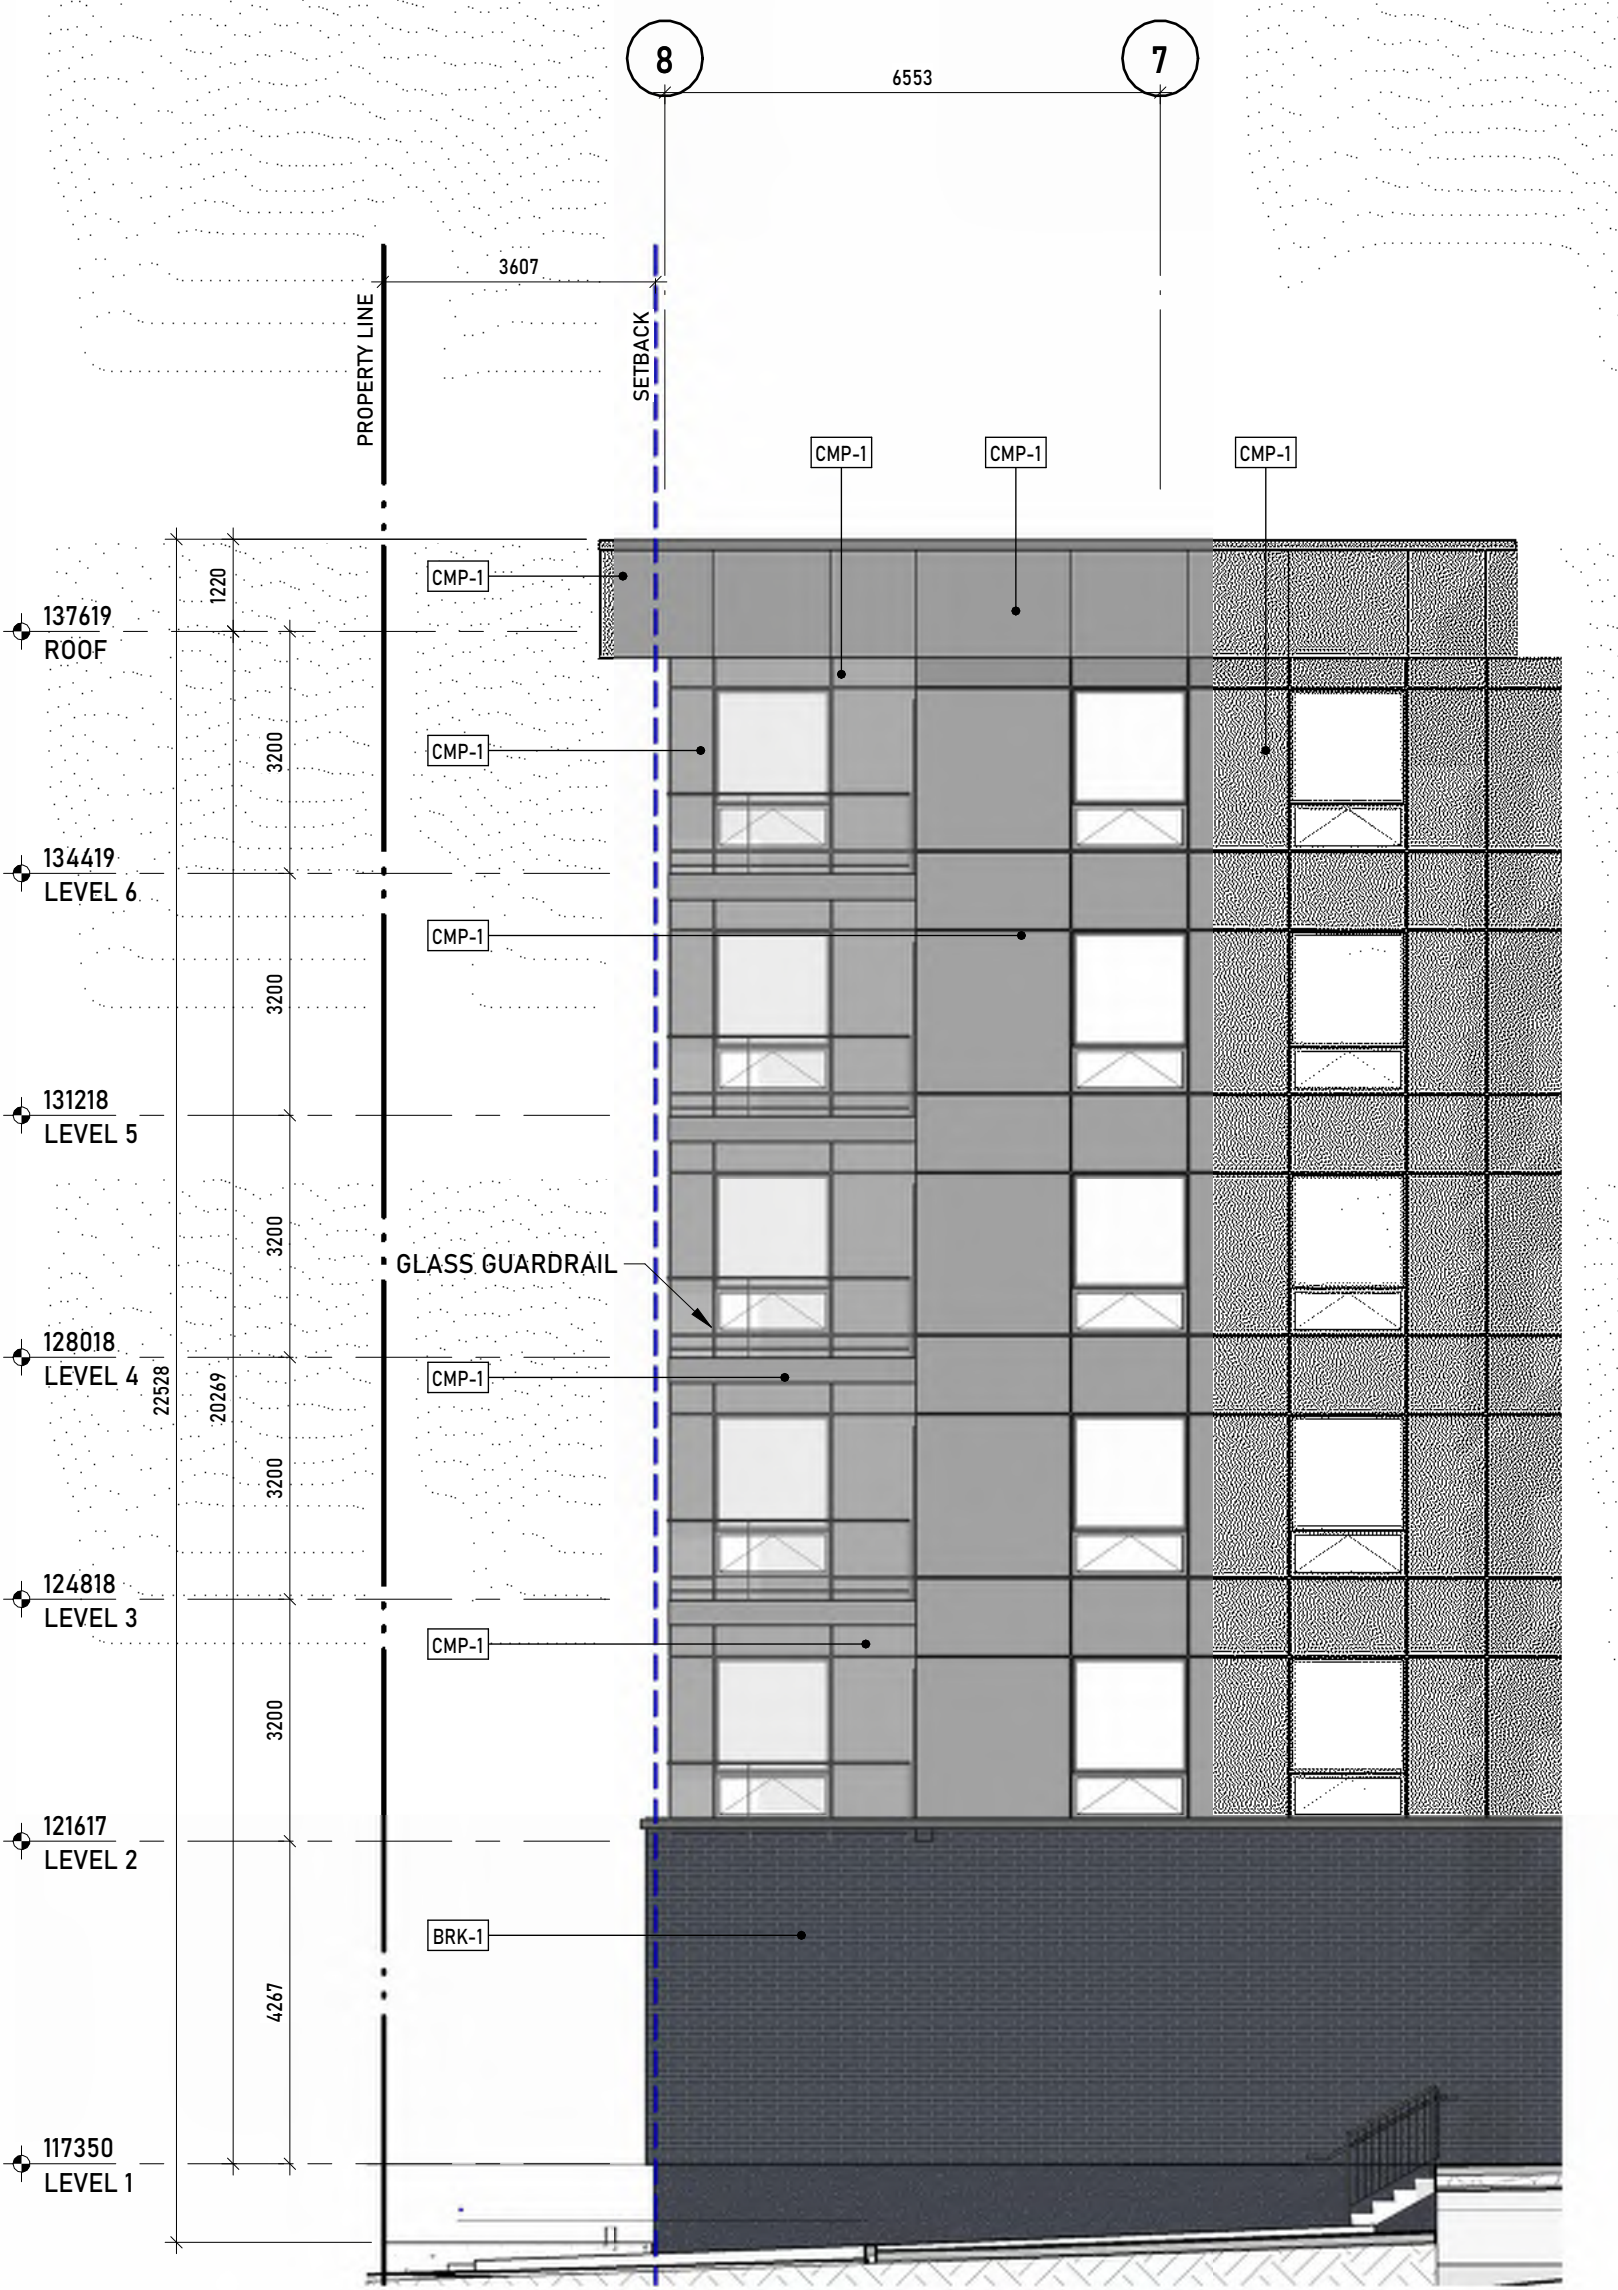 8
7
6553
3607
PROPERTY LINE
SETBACK
CMP-1
CMP-1
CMP-1
CMP-1
1220
137619
ROOF
3200
CMP-1
134419
LEVEL 6
CMP-1
3200
131218
LEVEL 5
3200
GLASS GUARDRAIL
128018
LEVEL 4
22528
20269
CMP-1
3200
124818
LEVEL 3
CMP-1
3200
121617
LEVEL 2
BRK-1
4267
117350
LEVEL 1